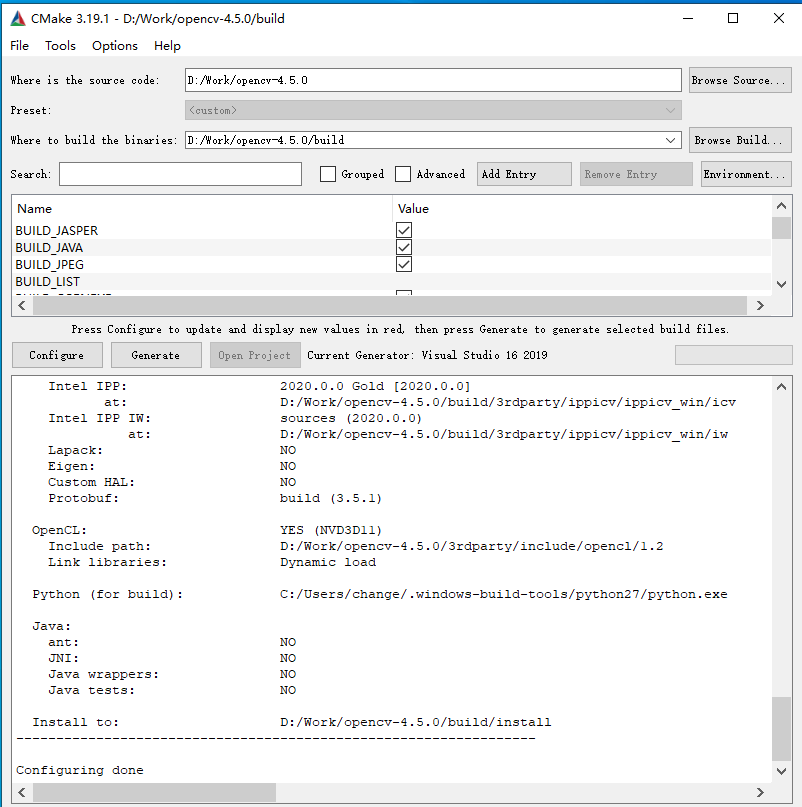 CMake 3.19.1 - D:/Work/opencv-4.5.0/build
File Tools Options Help
Where is the source code: D:/Work/opencv-4.5.0 Browse Source...
Preset: <custom>
Where to build the binaries: D:/Work/opencv-4.5.0/build Browse Build...
Search: Grouped Advanced Add Entry Remove Entry Environment...
Name Value
BUILD_JASPER
BUILD_JAVA
BUILD_JPEG
BUILD_LIST
Press Configure to update and display new values in red, then press Generate to generate selected build files.
Configure Generate Open Project Current Generator: Visual Studio 16 2019
Intel IPP: 2020.0.0 Gold [2020.0.0]
at: D:/Work/opencv-4.5.0/build/3rdparty/ippicv/ippicv_win/icv
Intel IPP IW: sources (2020.0.0)
at: D:/Work/opencv-4.5.0/build/3rdparty/ippicv/ippicv_win/iw
Lapack: NO
Eigen: NO
Custom HAL: NO
Protobuf: build (3.5.1)
OpenCL: YES (NVD3D11)
Include path: D:/Work/opencv-4.5.0/3rdparty/include/opencl/1.2
Link libraries: Dynamic load
Python (for build): C:/Users/change/.windows-build-tools/python27/python.exe
Java:
ant: NO
JNI: NO
Java wrappers: NO
Java tests: NO
Install to: D:/Work/opencv-4.5.0/build/install
-----------------------------------------------------------------
Configuring done